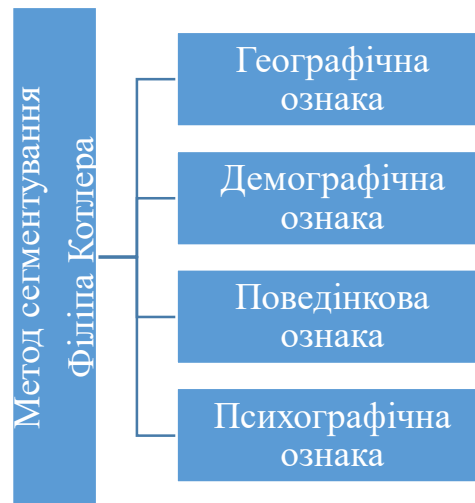 Метод сегментування
Філіпа Котлера
Географічна
ознака
Демографічна
ознака
Поведінкова
ознака
Психографічна
ознака